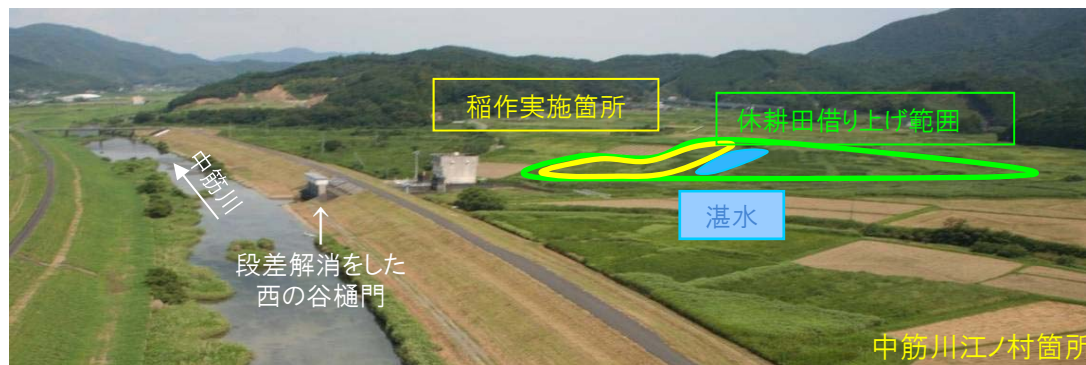 稲作実施箇所
休耕田借り上げ範囲
中筋川
湛水
段差解消をした
西の谷樋門
中筋川江ノ村箇所